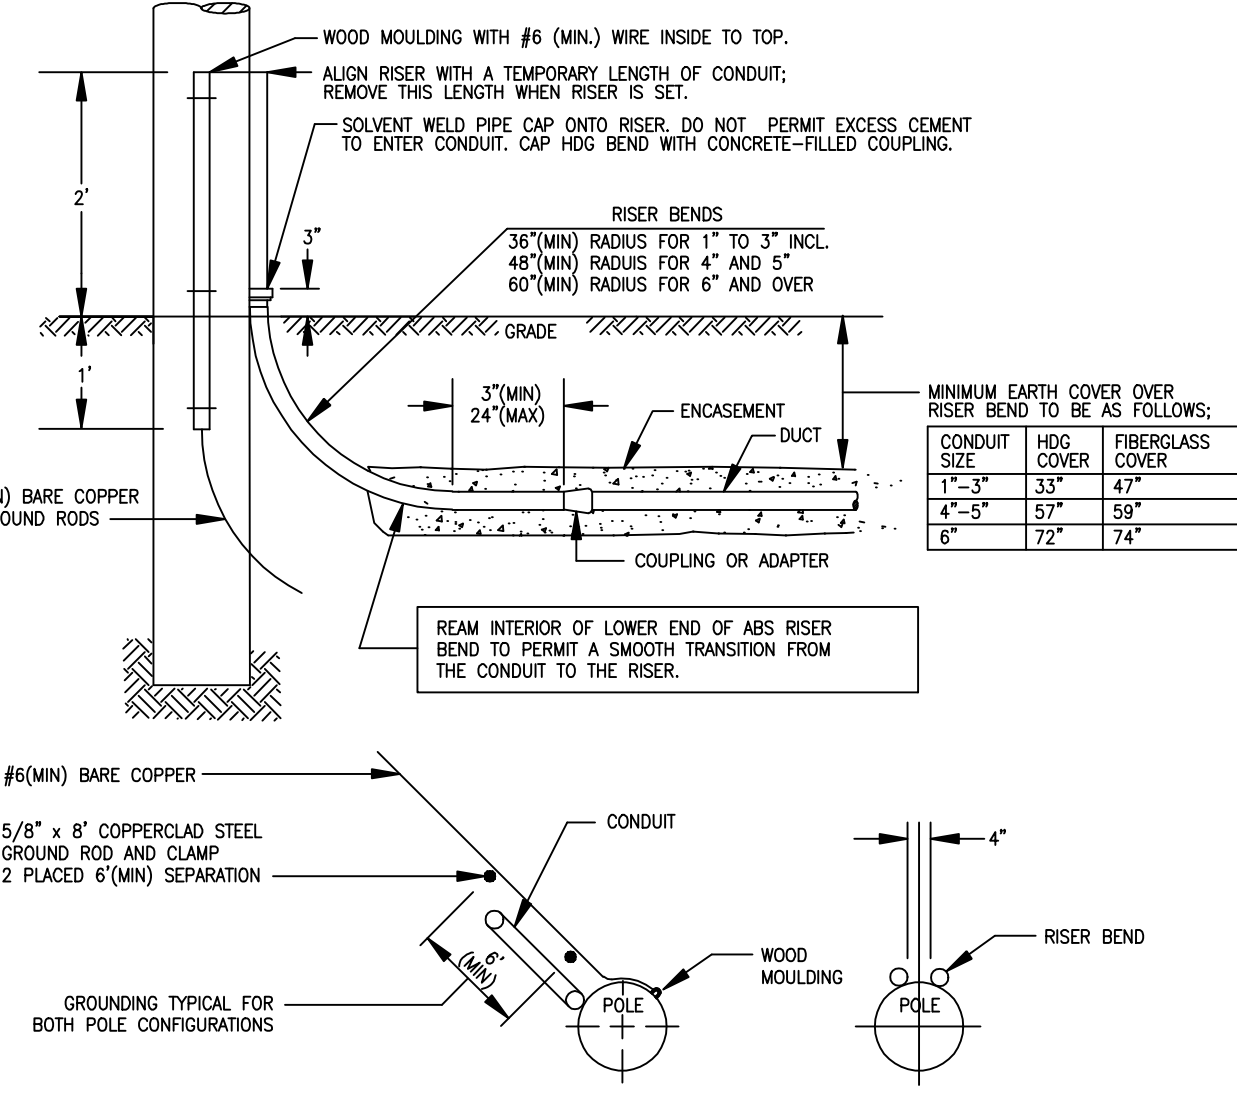 WOOD MOULDING WITH #6 (MIN.) WIRE INSIDE TO TOP.
ALIGN RISER WITH A TEMPORARY LENGTH OF CONDUIT;
REMOVE THIS LENGTH WHEN RISER IS SET.
SOLVENT WELD PIPE CAP ONTO RISER. DO NOT PERMIT EXCESS CEMENT
TO ENTER CONDUIT. CAP HDG BEND WITH CONCRETE-FILLED COUPLING.
2'
3"
RISER BENDS
36"(MIN) RADIUS FOR 1" TO 3" INCL.
48"(MIN) RADUIS FOR 4" AND 5"
60"(MIN) RADIUS FOR 6" AND OVER
GRADE
1'
3"(MIN)
24"(MAX)
ENCASEMENT
DUCT
MINIMUM EARTH COVER OVER
RISER BEND TO BE AS FOLLOWS;
CONDUIT SIZE HDG COVER FIBERGLASS COVER
1"-3" 33" 47"
4"-5" 57" 59"
6" 72" 74"
N) BARE COPPER
OUND RODS
COUPLING OR ADAPTER
REAM INTERIOR OF LOWER END OF ABS RISER
BEND TO PERMIT A SMOOTH TRANSITION FROM
THE CONDUIT TO THE RISER.
#6(MIN) BARE COPPER
5/8" x 8' COPPERCLAD STEEL
GROUND ROD AND CLAMP
2 PLACED 6'(MIN) SEPARATION
CONDUIT
4"
6'
(MIN)
WOOD
MOULDING
RISER BEND
GROUNDING TYPICAL FOR
BOTH POLE CONFIGURATIONS
POLE
POLE